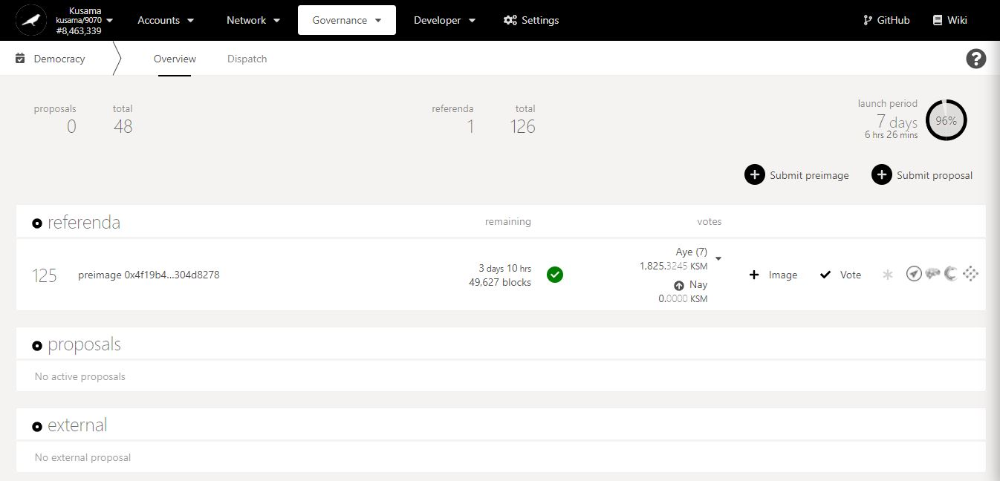 Kusama
kusama/9070
#8,463,339
Accounts
Network
Governance
Developer
Settings
GitHub
Wiki
Democracy
Overview
Dispatch
?
proposals
0
total
48
referenda
1
total
126
launch period
7 days
6 hrs 26 mins
96%
Submit preimage
Submit proposal
referenda
remaining
votes
125
preimage 0x4f19b4...304d8278
3 days 10 hrs
49,627 blocks
Aye (7)
1,825.3245 KSM
Nay
0.0000 KSM
Image
Vote
proposals
No active proposals
external
No external proposal